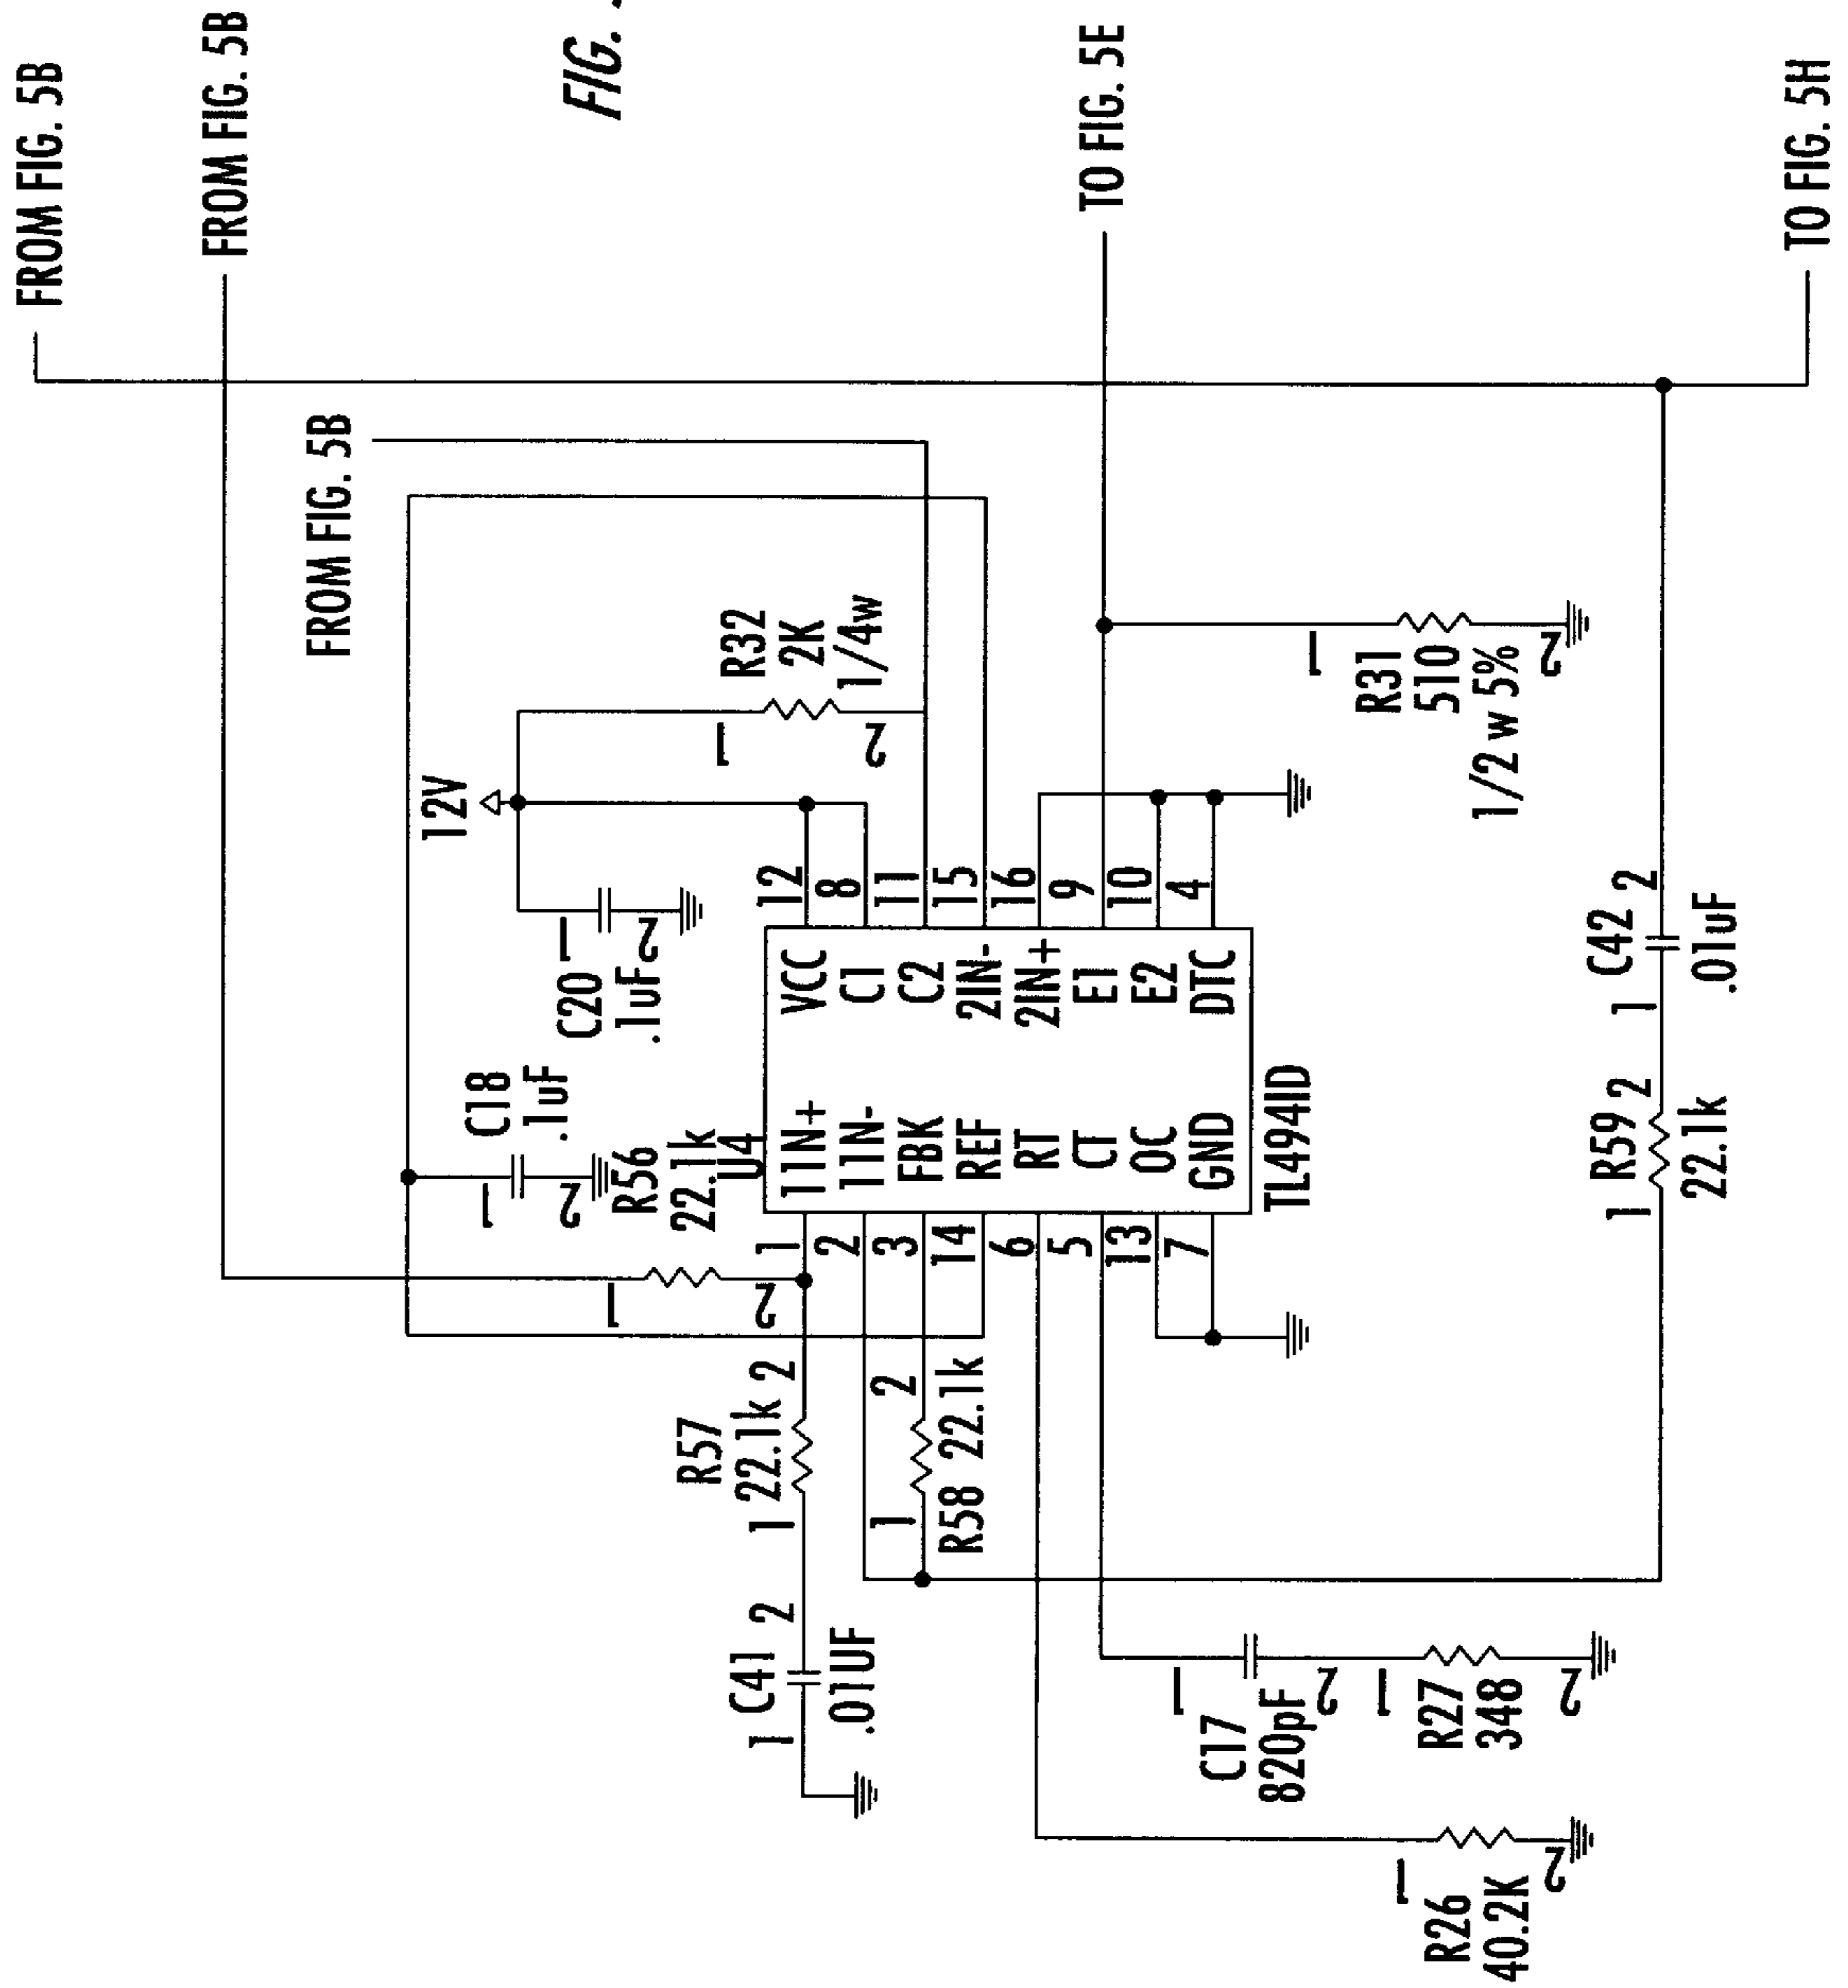 FROM FIG. 5B
FROM FIG. 5B
FIG.
FROM FIG. 5B
TO FIG. 5E
TO FIG. 5H
12V
C18
.1uF
1
2
C20
.1uF
1
2
R32
2K
1/4w
1
2
R56
22.1k
1
2
U4
1IN+
1IN-
FBK
REF
RT
CT
OC
GND
VCC
C1
C2
2IN-
2IN+
E1
E2
DTC
TL494ID
1
2
3
14
6
5
13
7
12
8
11
15
16
9
10
4
R57
1 22.1k 2
1 C41 2
.01UF
1 2
R58 22.1k
R31
510
1/2 w 5%
1
2
C17
820pF
1
2
R27
348
1
2
R26
40.2K
1
2
1 R59 2
22.1k
1 C42 2
.01uF